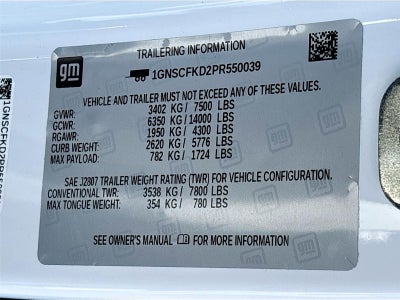 TRAILERING INFORMATION
gm
1GNSCFKD2PR550039
VEHICLE AND TRAILER MUST NOT EXCEED ANY OF THESE VALUES:
GVWR: 3402 KG / 7500 LBS
GCWR: 6350 KG / 14000 LBS
RGAWR: 1950 KG / 4300 LBS
CURB WEIGHT: 2620 KG / 5776 LBS
MAX PAYLOAD: 782 KG / 1724 LBS
SAE J2807 TRAILER WEIGHT RATING (TWR) FOR VEHICLE CONFIGURATION.
CONVENTIONAL TWR: 3538 KG / 7800 LBS
MAX TONGUE WEIGHT: 354 KG / 780 LBS
SEE OWNER'S MANUAL FOR MORE INFORMATION